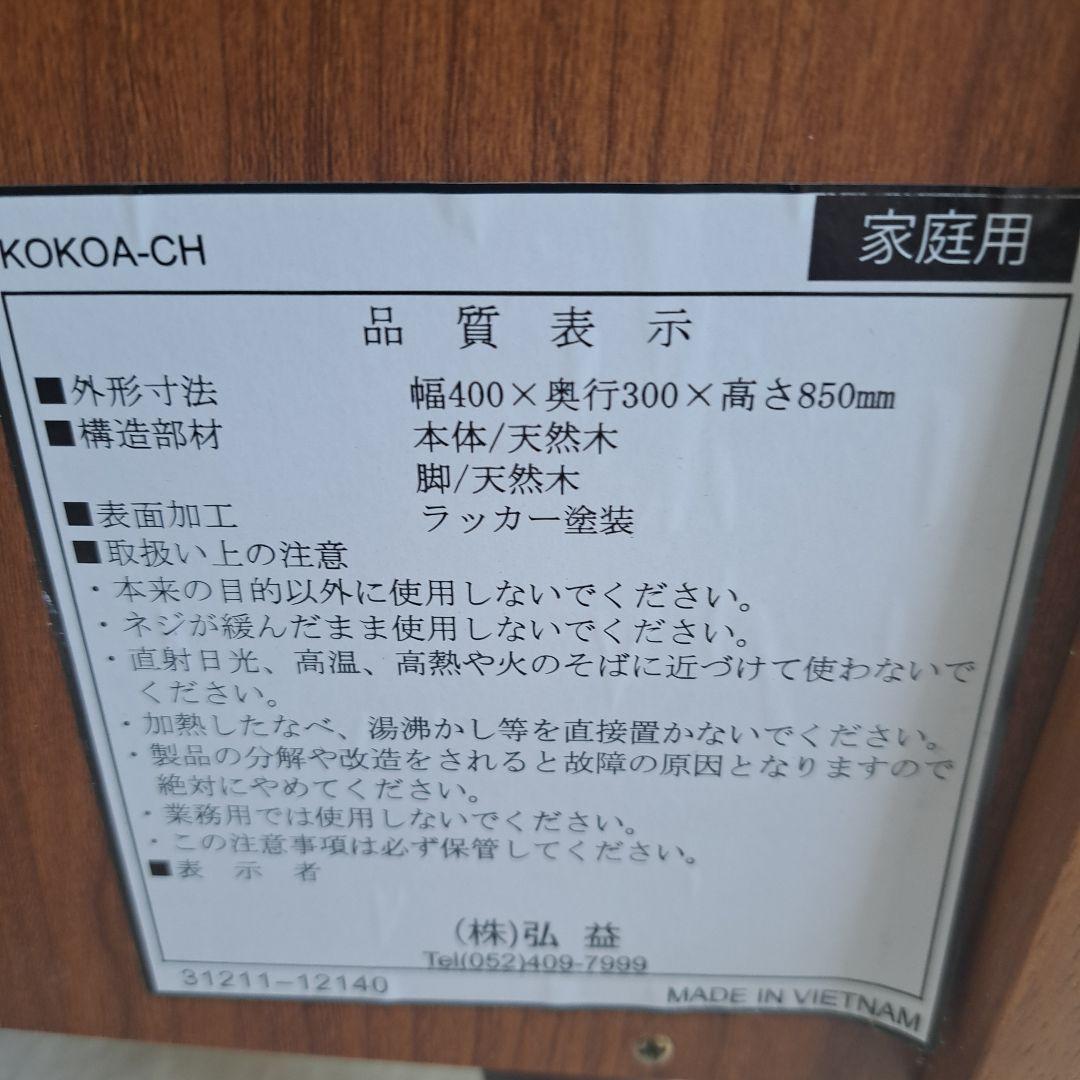 KOKOA-CH
家庭用
品質表示
■外形寸法 幅400×奥行300×高さ850mm
■構造部材 本体/天然木
脚/天然木
■表面加工 ラッカー塗装
■取扱い上の注意
・本来の目的以外に使用しないでください。
・ネジが緩んだまま使用しないでください。
・直射日光、高温、高熱や火のそばに近づけて使わないで
ください。
・加熱したなべ、湯沸かし等を直接置かないでください。
・製品の分解や改造をされると故障の原因となりますので
絶対にやめてください。
・業務用では使用しないでください。
・この注意事項は必ず保管してください。
■表示者
(株)弘益
Tel(052)409-7999
31211-12140
MADE IN VIETNAM